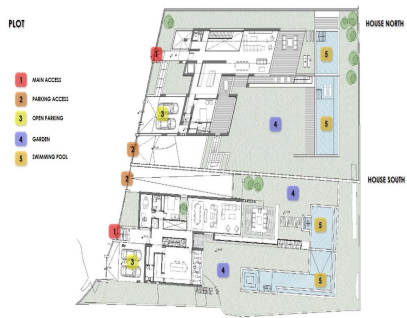 PLOT
HOUSE NORTH
1 MAIN ACCESS
2 PARKING ACCESS
3 OPEN PARKING
4 GARDEN
5 SWIMMING POOL
1
5
3
5
4
2
2
HOUSE SOUTH
4
1
5
3
4
5